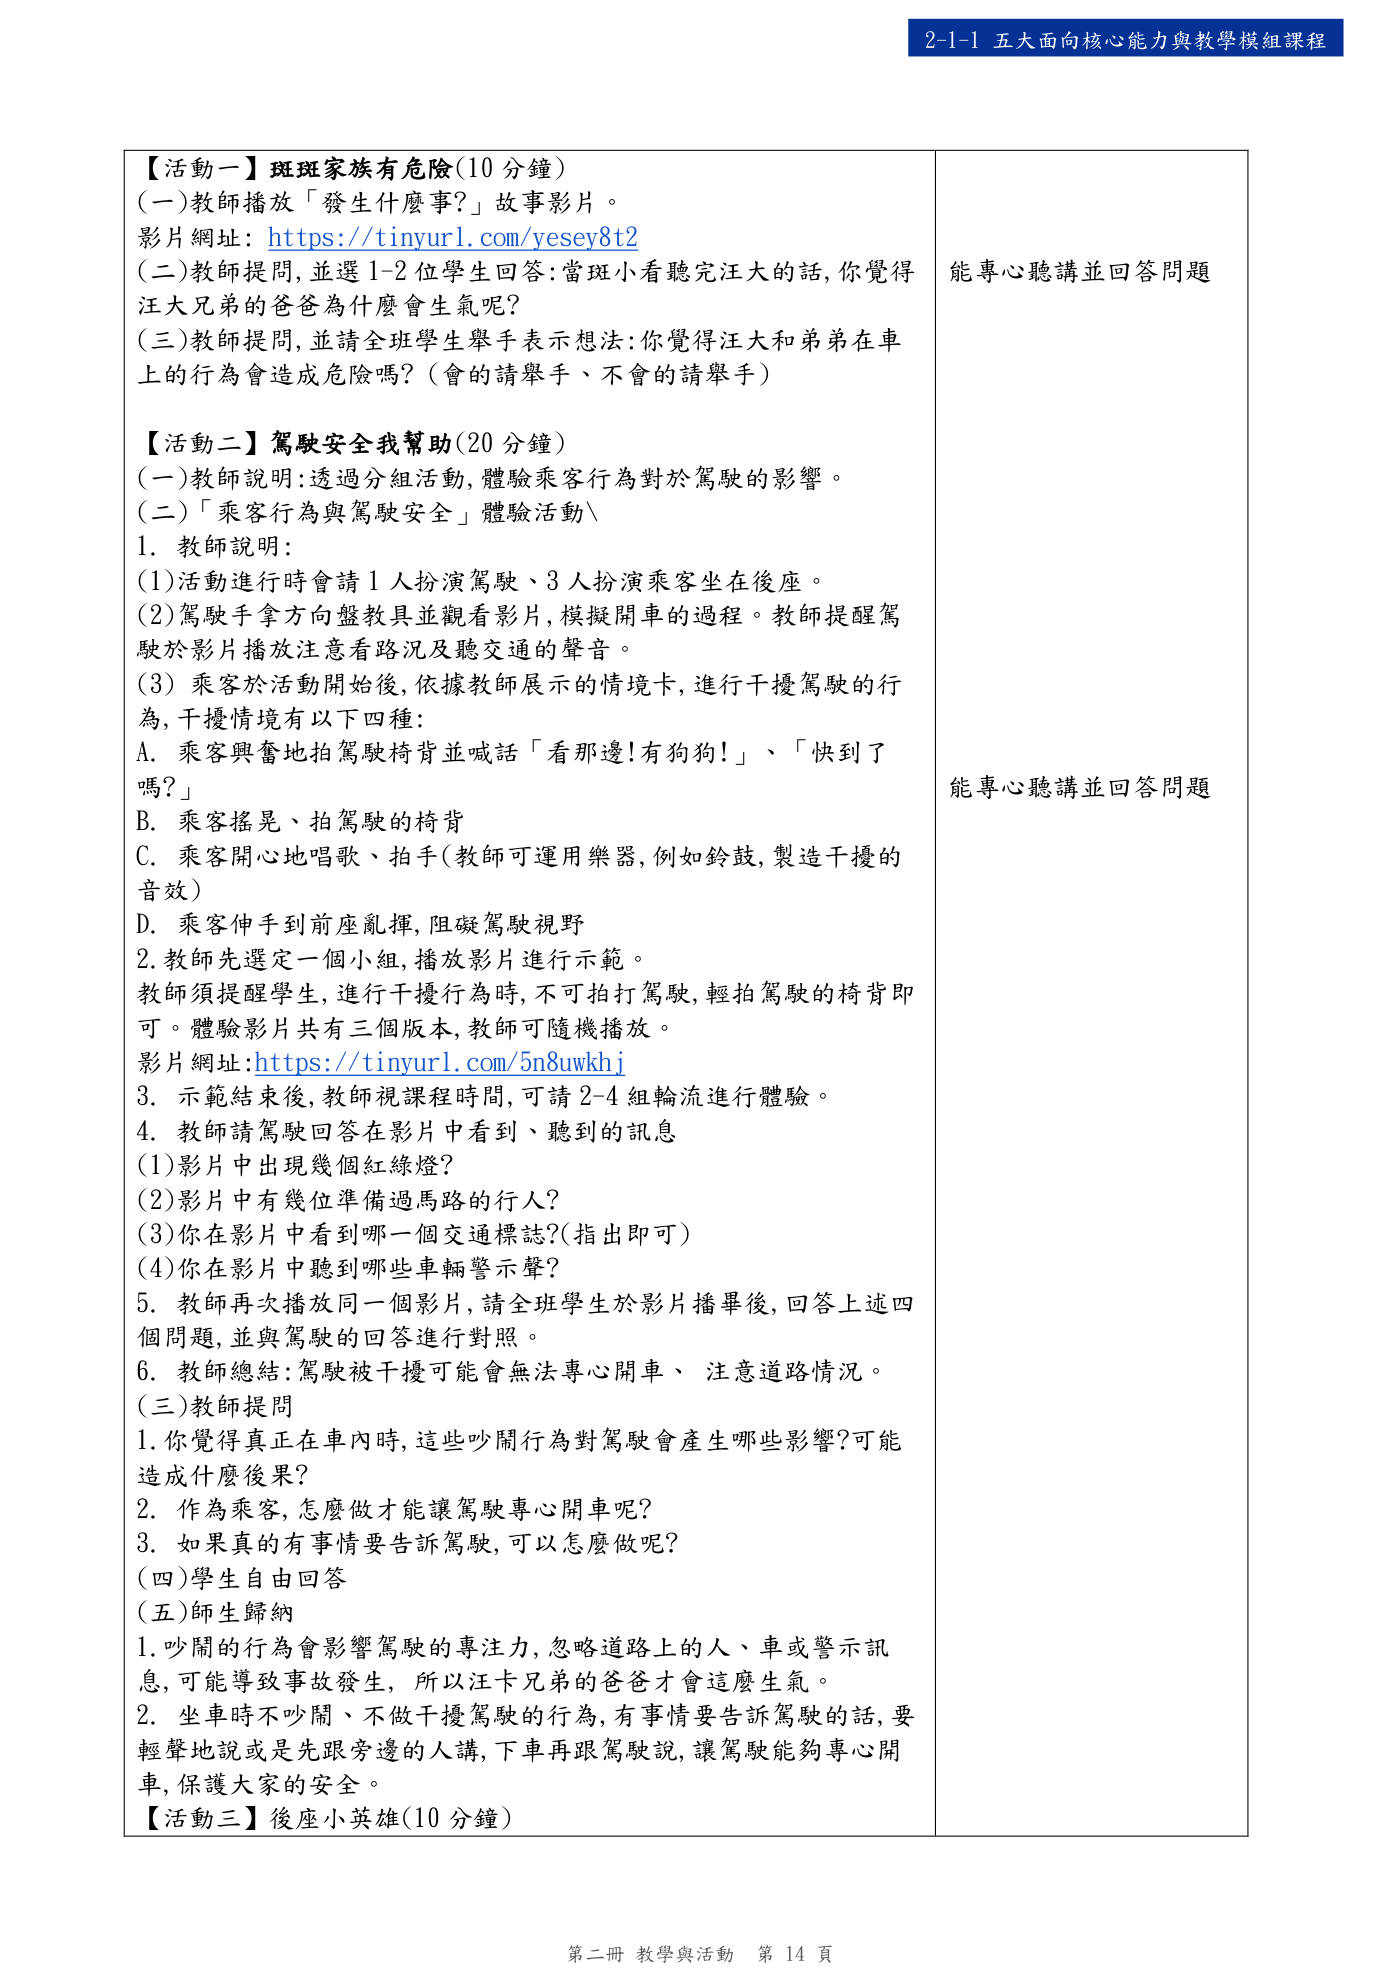 2-1-1 五大面向核心能力與教學模組課程
【活動一】斑斑家族有危險(10 分鐘)
(一)教師播放「發生什麼事?」故事影片。
影片網址: https://tinyurl.com/yesey8t2
(二)教師提問,並選 1-2 位學生回答:當斑小看聽完汪大的話,你覺得
汪大兄弟的爸爸為什麼會生氣呢?
能專心聽講並回答問題
(三)教師提問,並請全班學生舉手表示想法:你覺得汪大和弟弟在車
上的行為會造成危險嗎?（會的請舉手、不會的請舉手）
【活動二】駕駛安全我幫助(20 分鐘)
(一)教師說明:透過分組活動,體驗乘客行為對於駕駛的影響。
(二)「乘客行為與駕駛安全」體驗活動\
1. 教師說明:
(1)活動進行時會請 1 人扮演駕駛、3 人扮演乘客坐在後座。
(2)駕駛手拿方向盤教具並觀看影片,模擬開車的過程。教師提醒駕
駛於影片播放注意看路況及聽交通的聲音。
(3) 乘客於活動開始後,依據教師展示的情境卡,進行干擾駕駛的行
為,干擾情境有以下四種:
A. 乘客興奮地拍駕駛椅背並喊話「看那邊!有狗狗!」、「快到了
嗎?」
能專心聽講並回答問題
B. 乘客搖晃、拍駕駛的椅背
C. 乘客開心地唱歌、拍手(教師可運用樂器,例如鈴鼓,製造干擾的
音效)
D. 乘客伸手到前座亂揮,阻礙駕駛視野
2.教師先選定一個小組,播放影片進行示範。
教師須提醒學生,進行干擾行為時,不可拍打駕駛,輕拍駕駛的椅背即
可。體驗影片共有三個版本,教師可隨機播放。
影片網址:https://tinyurl.com/5n8uwkhj
3. 示範結束後,教師視課程時間,可請 2-4 組輪流進行體驗。
4. 教師請駕駛回答在影片中看到、聽到的訊息
(1)影片中出現幾個紅綠燈?
(2)影片中有幾位準備過馬路的行人?
(3)你在影片中看到哪一個交通標誌?(指出即可)
(4)你在影片中聽到哪些車輛警示聲?
5. 教師再次播放同一個影片,請全班學生於影片播畢後,回答上述四
個問題,並與駕駛的回答進行對照。
6. 教師總結:駕駛被干擾可能會無法專心開車、 注意道路情況。
(三)教師提問
1.你覺得真正在車內時,這些吵鬧行為對駕駛會產生哪些影響?可能
造成什麼後果?
2. 作為乘客,怎麼做才能讓駕駛專心開車呢?
3. 如果真的有事情要告訴駕駛,可以怎麼做呢?
(四)學生自由回答
(五)師生歸納
1.吵鬧的行為會影響駕駛的專注力,忽略道路上的人、車或警示訊
息,可能導致事故發生, 所以汪卡兄弟的爸爸才會這麼生氣。
2. 坐車時不吵鬧、不做干擾駕駛的行為,有事情要告訴駕駛的話,要
輕聲地說或是先跟旁邊的人講,下車再跟駕駛說,讓駕駛能夠專心開
車,保護大家的安全。
【活動三】後座小英雄(10 分鐘)
第二冊 教學與活動 第 14 頁